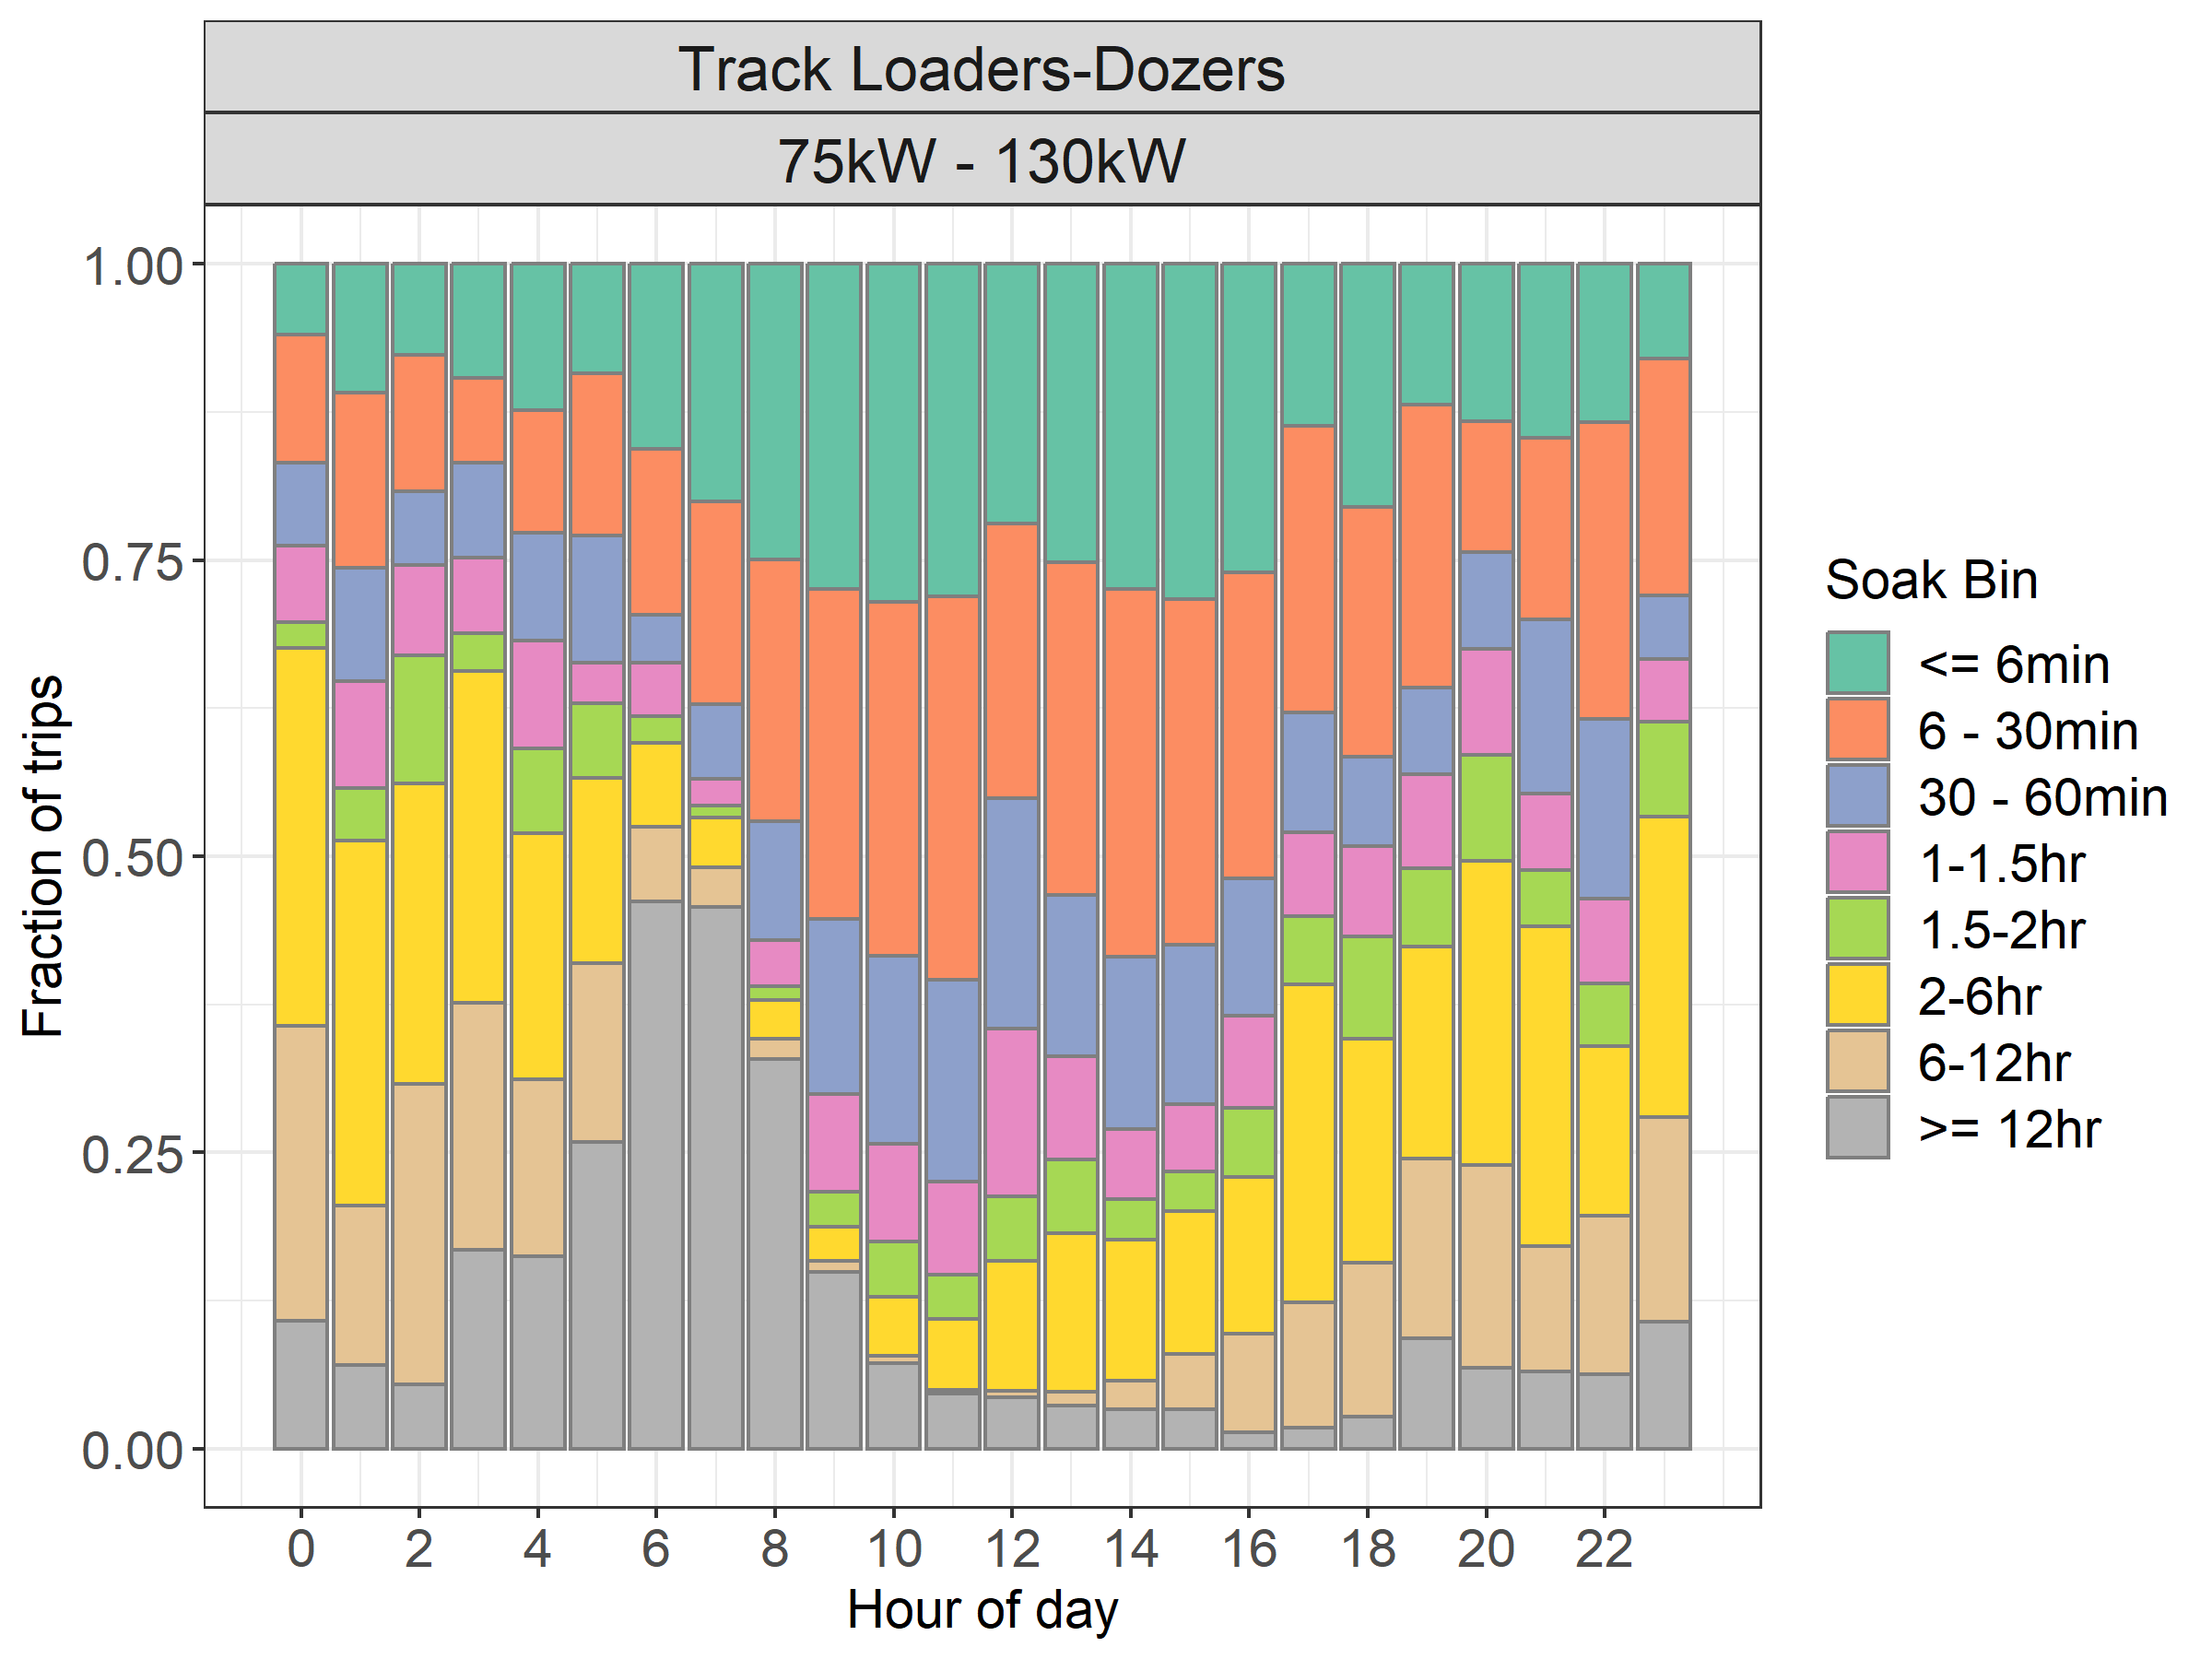 Track Loaders-Dozers
75kW - 130kW
1.00
0.75
0.50
0.25
0.00
Fraction of trips
0 2 4 6 8 10 12 14 16 18 20 22
Hour of day
Soak Bin
<= 6min
6 - 30min
30 - 60min
1-1.5hr
1.5-2hr
2-6hr
6-12hr
>= 12hr